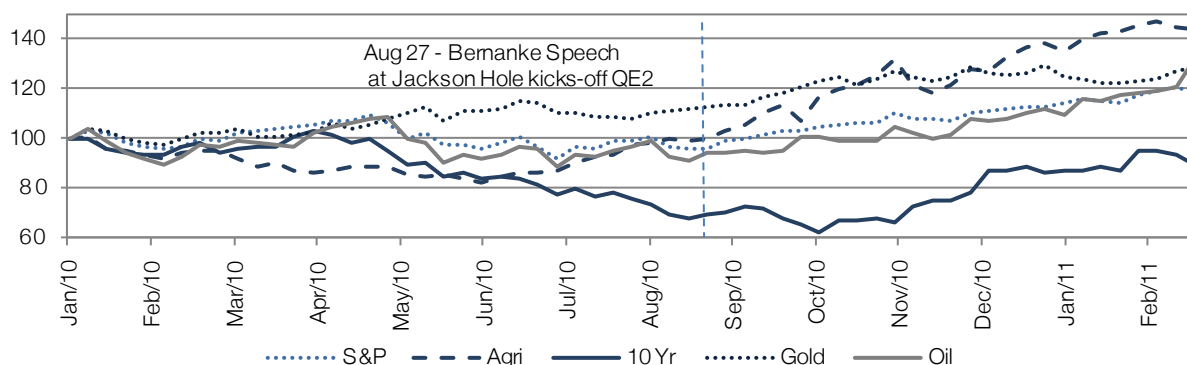 140
120
100
80
60
Aug 27 - Bernanke Speech
at Jackson Hole kicks-off QE2
Jan/10
Feb/10
Mar/10
Apr/10
May/10
Jun/10
Jul/10
Aug/10
Sep/10
Oct/10
Nov/10
Dec/10
Jan/11
Feb/11
S&P Agri 10 Yr Gold Oil